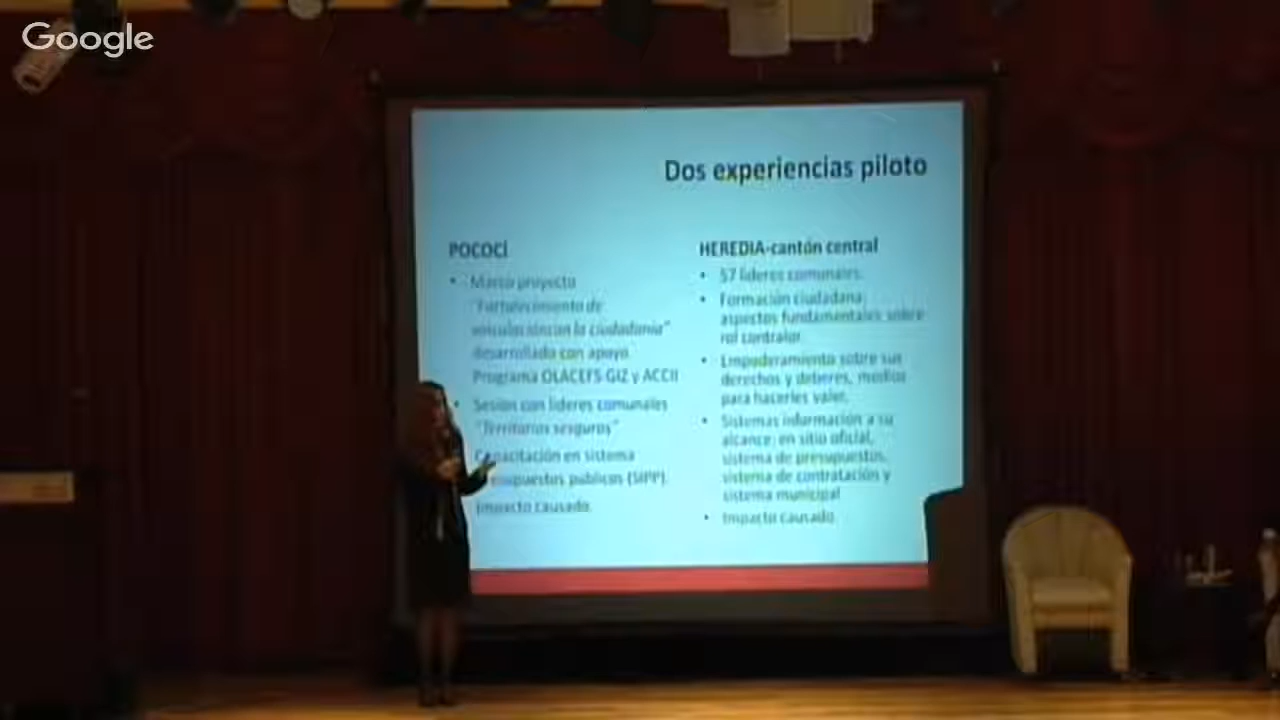 Google
Dos experiencias piloto
POCOCÍ
• Marco proyecto
"Fortalecimiento de
vinculación con la ciudadanía"
desarrollado con apoyo
Programa OLACEFS GIZ y ACCII
• Sesión con líderes comunales
"Territorios seguros"
Capacitación en sistema
públicos (SIPP).
Impacto causado.
HEREDIA-cantón central
• 57 líderes comunales.
• Formación ciudadana:
aspectos fundamentales sobre
rol contralor.
• Empoderamiento sobre sus
derechos y deberes, medios
para hacerles valer.
• Sistemas información a su
alcance: en sitio oficial,
sistema de presupuestos,
sistema de contratación y
sistema municipal
• Impacto causado.